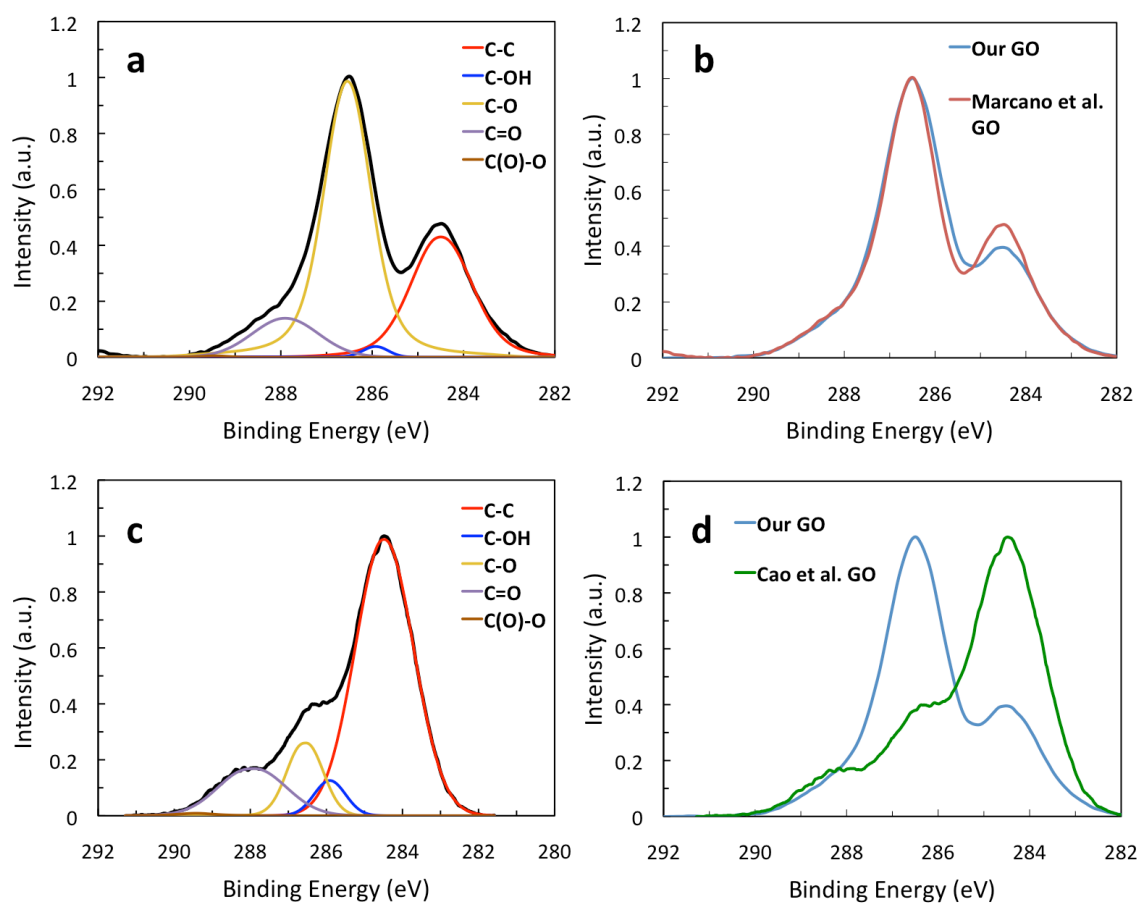 a
1.2
1
0.8
0.6
0.4
0.2
0
Intensity (a.u.)
C-C
C-OH
C-O
C=O
C(O)-O
292 290 288 286 284 282
Binding Energy (eV)
b
1.2
1
0.8
0.6
0.4
0.2
0
Intensity (a.u.)
Our GO
Marcano et al.
GO
292 290 288 286 284 282
Binding Energy (eV)
c
1.2
1
0.8
0.6
0.4
0.2
0
Intensity (a.u.)
C-C
C-OH
C-O
C=O
C(O)-O
292 290 288 286 284 282 280
Binding Energy (eV)
d
1.2
1
0.8
0.6
0.4
0.2
0
Intensity (a.u.)
Our GO
Cao et al. GO
292 290 288 286 284 282
Binding Energy (eV)